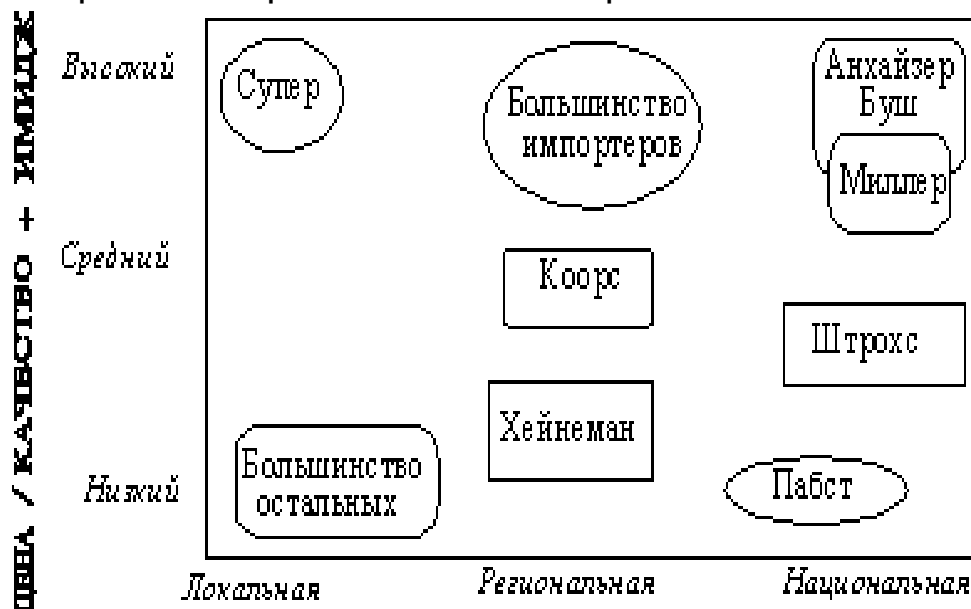 ЦЕНА / КАЧЕСТВО + ИМИДЖ
Высокий
Средний
Низкий
Супер
Большинство
импортеров
Анхайзер
Буш
Миллер
Коорс
Штрохс
Хейнеман
Большинство
остальных
Пабст
Локальная
Региональная
Национальная